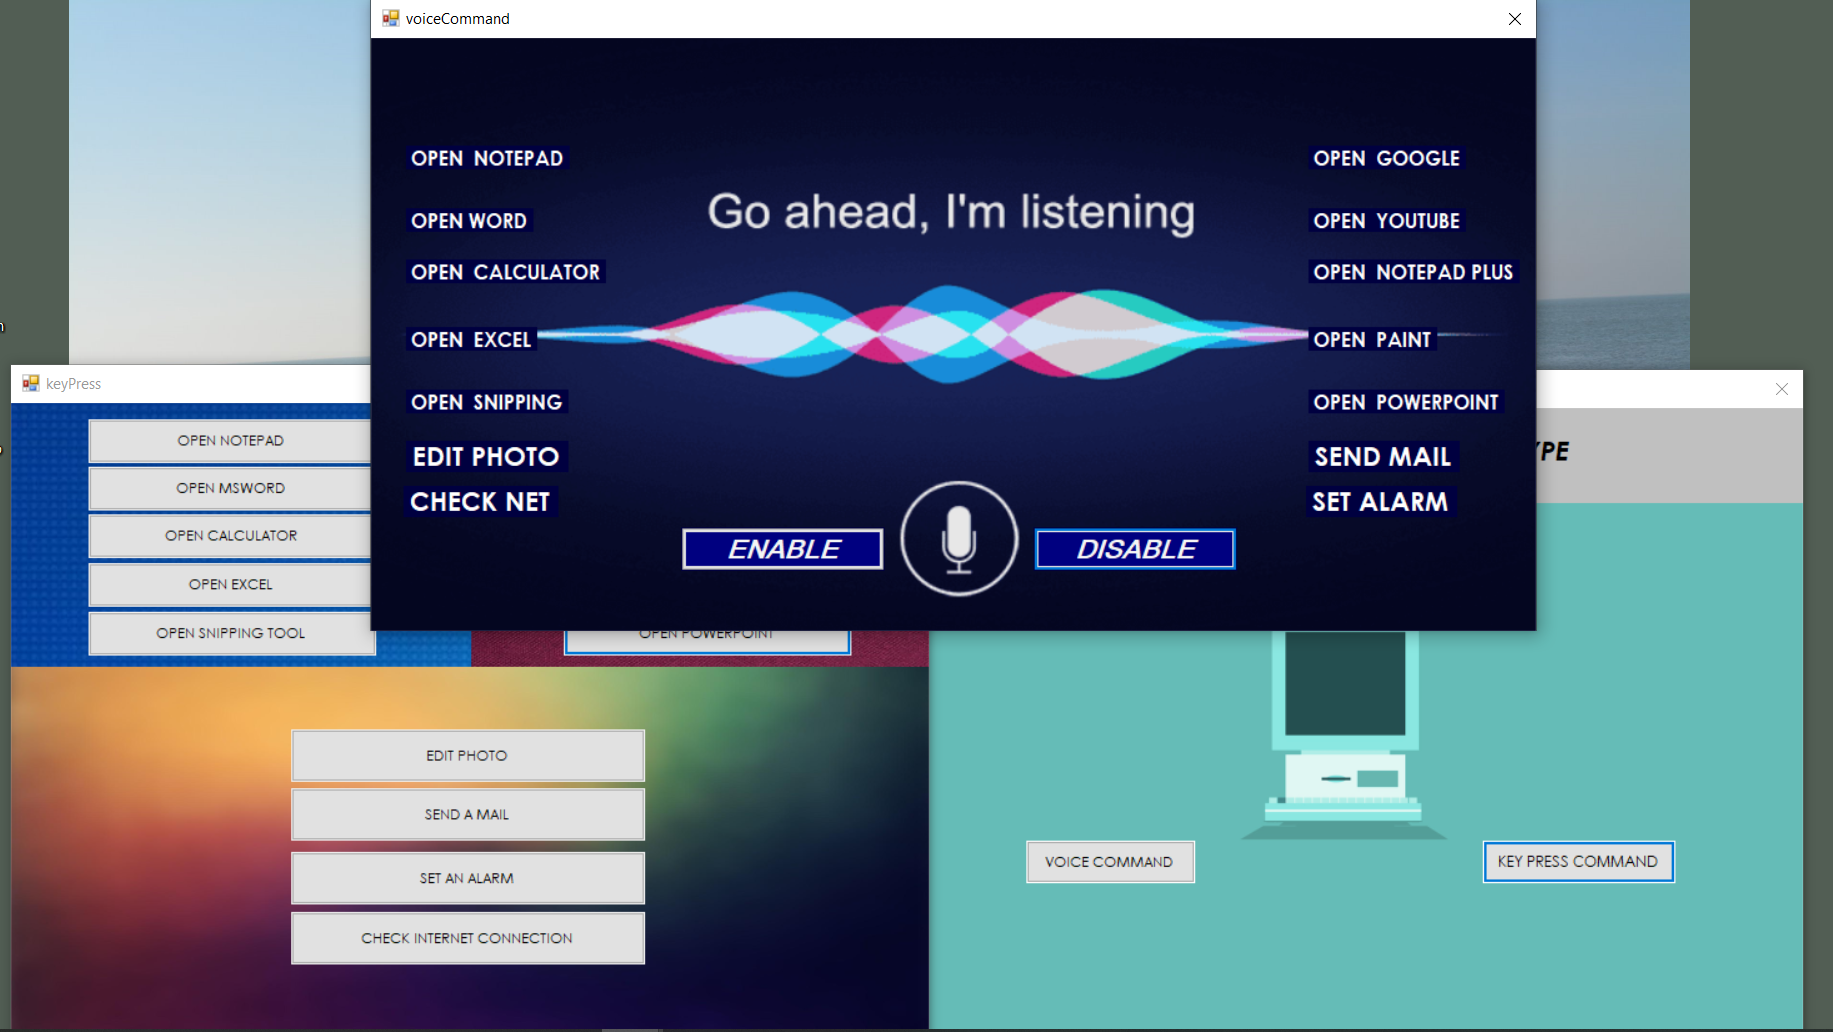 voiceCommand
OPEN NOTEPAD
OPEN WORD
OPEN CALCULATOR
OPEN EXCEL
OPEN SNIPPING
EDIT PHOTO
CHECK NET
Go ahead, I'm listening
ENABLE
DISABLE
OPEN GOOGLE
OPEN YOUTUBE
OPEN NOTEPAD PLUS
OPEN PAINT
OPEN POWERPOINT
SEND MAIL
SET ALARM
keyPress
OPEN NOTEPAD
OPEN MSWORD
OPEN CALCULATOR
OPEN EXCEL
OPEN SNIPPING TOOL
OPEN POWERPOINT
EDIT PHOTO
SEND A MAIL
SET AN ALARM
CHECK INTERNET CONNECTION
VOICE COMMAND
KEY PRESS COMMAND